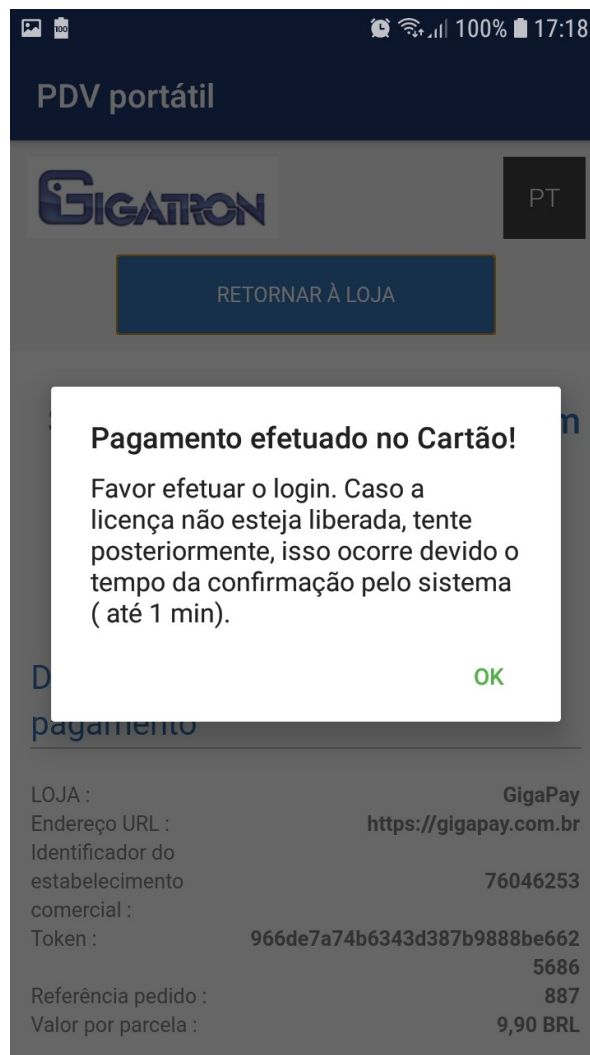 100
100% 17:18
PDV portátil
GIGATRON
PT
RETORNAR À LOJA
Pagamento efetuado no Cartão!
Favor efetuar o login. Caso a
licença não esteja liberada, tente
posteriormente, isso ocorre devido o
tempo da confirmação pelo sistema
( até 1 min).
OK
pagamento
LOJA : GigaPay
Endereço URL : https://gigapay.com.br
Identificador do
estabelecimento 76046253
comercial :
Token : 966de7a74b6343d387b9888be662
5686
Referência pedido : 887
Valor por parcela : 9,90 BRL